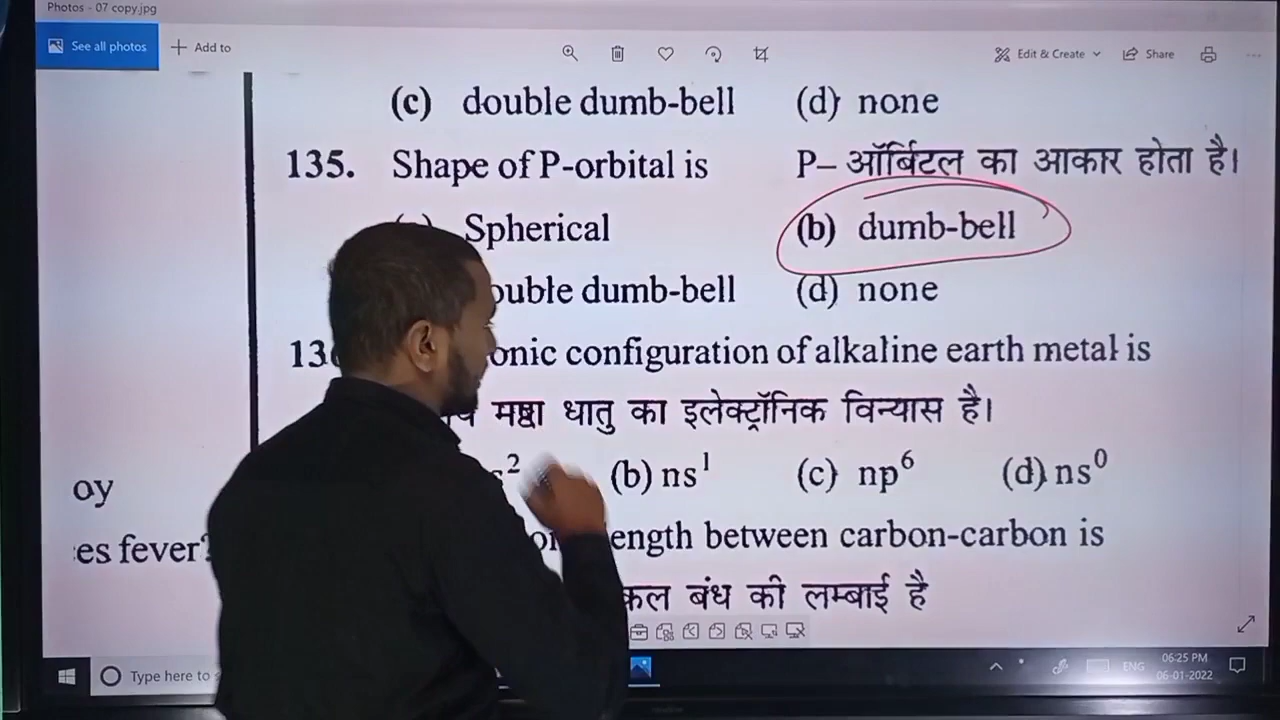 Photos - 07 copy.jpg
See all photos + Add to Edit & Create Share
(c) double dumb-bell (d) none
135. Shape of P-orbital is P– ऑर्बिटल का आकार होता है।
Spherical (b) dumb-bell
double dumb-bell (d) none
configuration of alkaline earth metal is
धातु का इलेक्ट्रॉनिक विन्यास है।
(b) ns¹ (c) np⁶ (d) ns⁰
oy
between carbon-carbon is
es fever?
बंध की लम्बाई है
Type here to
ENG
06:25 PM
06-01-2022